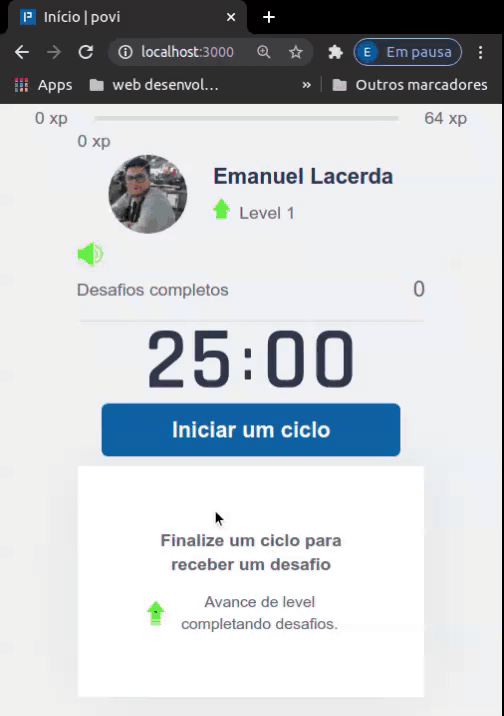 Início | povi
localhost:3000
Em pausa
E
Apps
web desenvol...
»
Outros marcadores
0 xp
64 xp
0 xp
Emanuel Lacerda
Level 1
Desafios completos
0
25:00
Iniciar um ciclo
Finalize um ciclo para
receber um desafio
Avance de level
completando desafios.